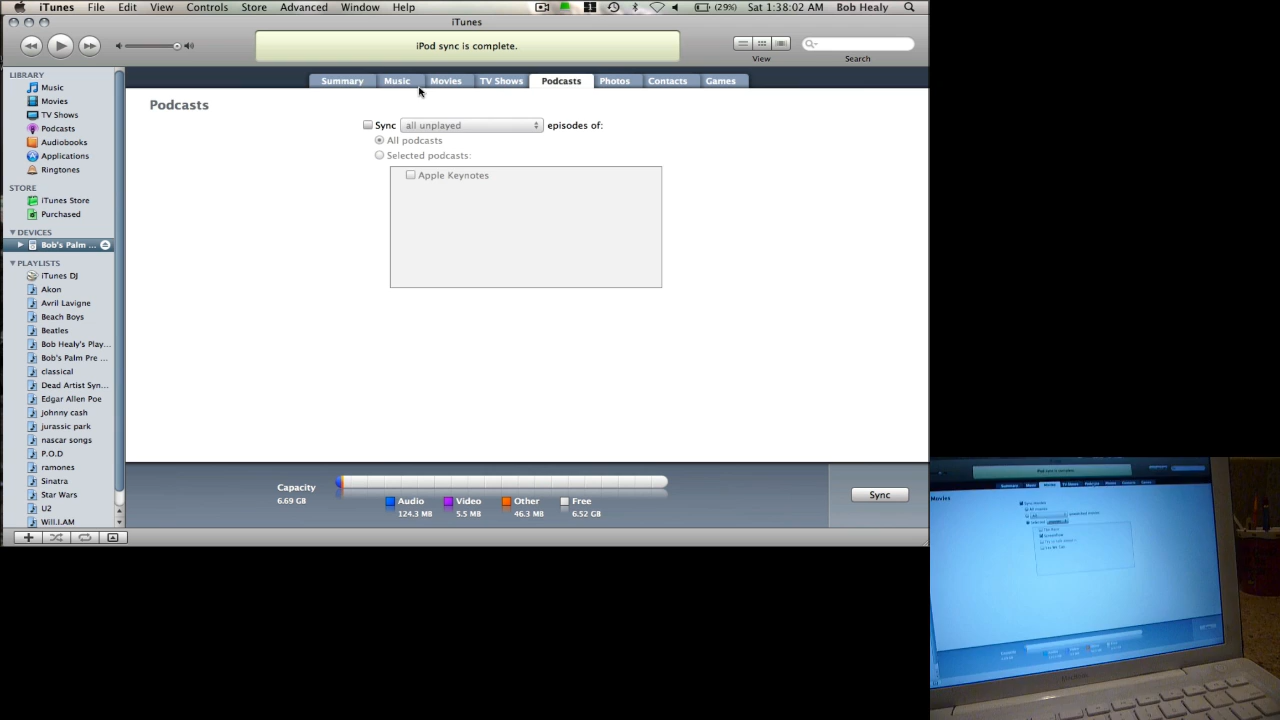 iTunes File Edit View Controls Store Advanced Window Help (29%) Sat 1:38:02 AM Bob Healy
iTunes
iPod sync is complete.
View Search
LIBRARY
Music
Movies
TV Shows
Podcasts
Audiobooks
Applications
Ringtones
STORE
iTunes Store
Purchased
DEVICES
Bob's Palm ...
PLAYLISTS
iTunes DJ
Akon
Avril Lavigne
Beach Boys
Beatles
Bob Healy's Play...
Bob's Palm Pre ...
classical
Dead Artist Syn...
Edgar Allen Poe
johnny cash
jurassic park
nascar songs
P.O.D
ramones
Sinatra
Star Wars
U2
Will.I.AM
Summary Music Movies TV Shows Podcasts Photos Contacts Games
Podcasts
Sync all unplayed episodes of:
All podcasts
Selected podcasts:
Apple Keynotes
Capacity
6.69 GB
Audio
124.3 MB
Video
5.5 MB
Other
46.3 MB
Free
6.52 GB
Sync
Movies
MacBook